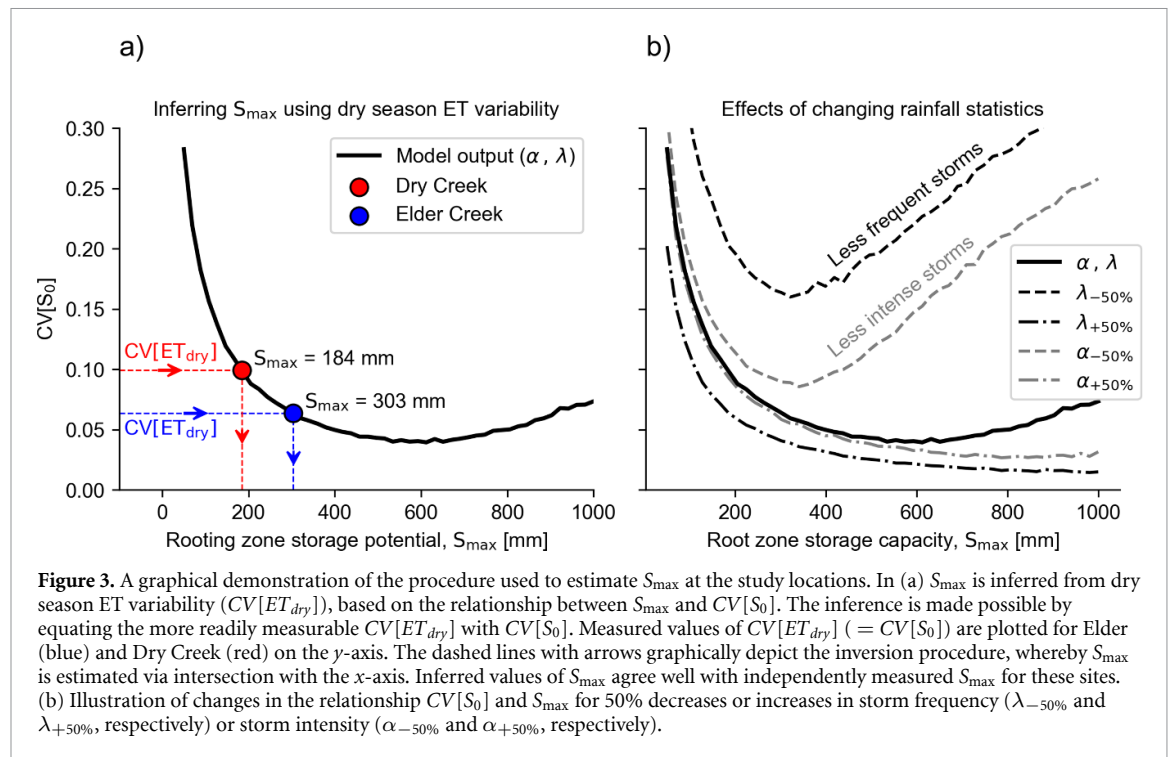 a)
Inferring Smax using dry season ET variability
0.30
0.25
0.20
0.15
0.10
0.05
0.00
CV[S0]
Model output (α , λ)
Dry Creek
Elder Creek
CV[ETdry]
Smax = 184 mm
Smax = 303 mm
CV[ETdry]
0 200 400 600 800 1000
Rooting zone storage potential, Smax [mm]
b)
Effects of changing rainfall statistics
Less frequent storms
Less intense storms
α, λ
λ−50%
λ+50%
α−50%
α+50%
200 400 600 800 1000
Root zone storage capacity, Smax [mm]
Figure 3. A graphical demonstration of the procedure used to estimate Smax at the study locations. In (a) Smax is inferred from dry
season ET variability (CV[ETdry]), based on the relationship between Smax and CV[S0]. The inference is made possible by
equating the more readily measurable CV[ETdry] with CV[S0]. Measured values of CV[ETdry] ( = CV[S0]) are plotted for Elder
(blue) and Dry Creek (red) on the y-axis. The dashed lines with arrows graphically depict the inversion procedure, whereby Smax
is estimated via intersection with the x-axis. Inferred values of Smax agree well with independently measured Smax for these sites.
(b) Illustration of changes in the relationship CV[S0] and Smax for 50% decreases or increases in storm frequency (λ−50% and
λ+50%, respectively) or storm intensity (α−50% and α+50%, respectively).